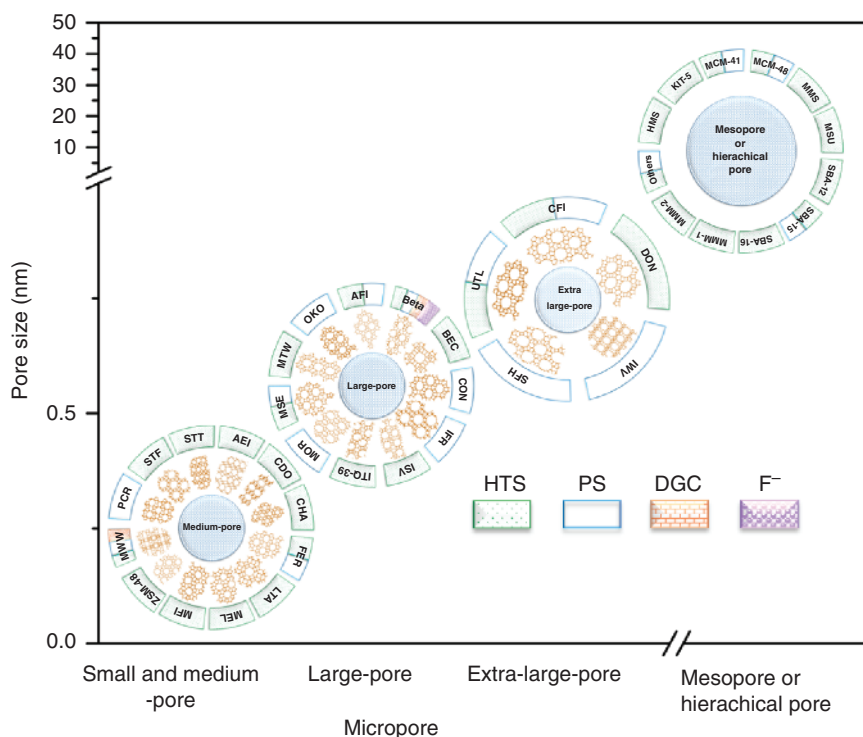 50
40
30
20
10
Pore size (nm)
0.5
0.0
MCM-41
MCM-48
MMS
MSU
SBA-12
SBA-15
SBA-16
MMM-1
MMM-2
Others
HMS
KIT-5
Mesopore
or
hierachical
pore
CFI
DON
IWV
SFH
UTL
Extra
large-pore
AFI
Beta
BEC
CON
IFR
ISV
ITQ-39
MOR
MSE
MTW
OKO
Large-pore
STT
AEI
CDO
CHA
FER
LTA
MEL
MFI
ZSM-48
MWW
PCR
STF
Medium-pore
HTS
PS
DGC
F⁻
Small and medium
-pore
Large-pore
Extra-large-pore
Mesopore or
hierachical pore
Micropore